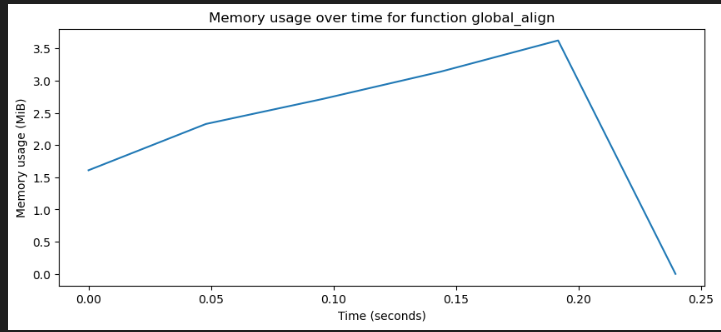 Memory usage over time for function global_align
3.5
3.0
2.5
2.0
1.5
1.0
0.5
0.0
Memory usage (MiB)
0.00 0.05 0.10 0.15 0.20 0.25
Time (seconds)